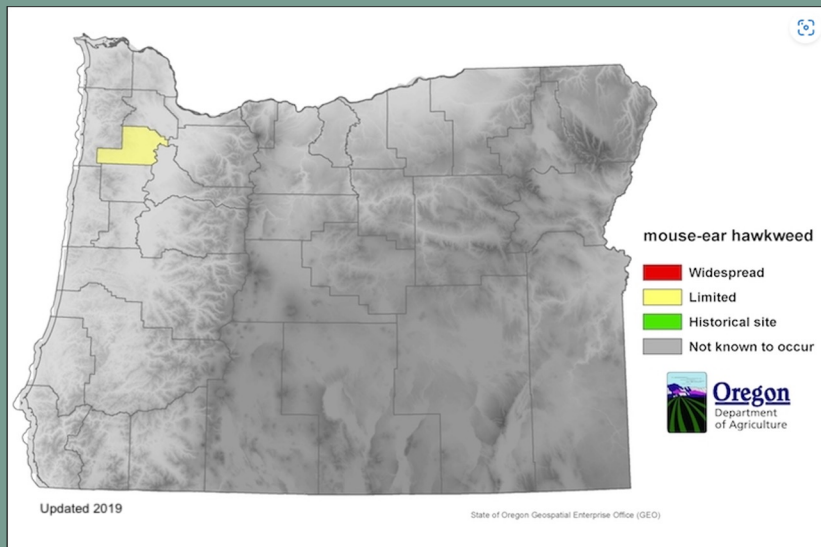 mouse-ear hawkweed
Widespread
Limited
Historical site
Not known to occur
Oregon
Department
of Agriculture
Updated 2019
State of Oregon Geospatial Enterprise Office (GEO)